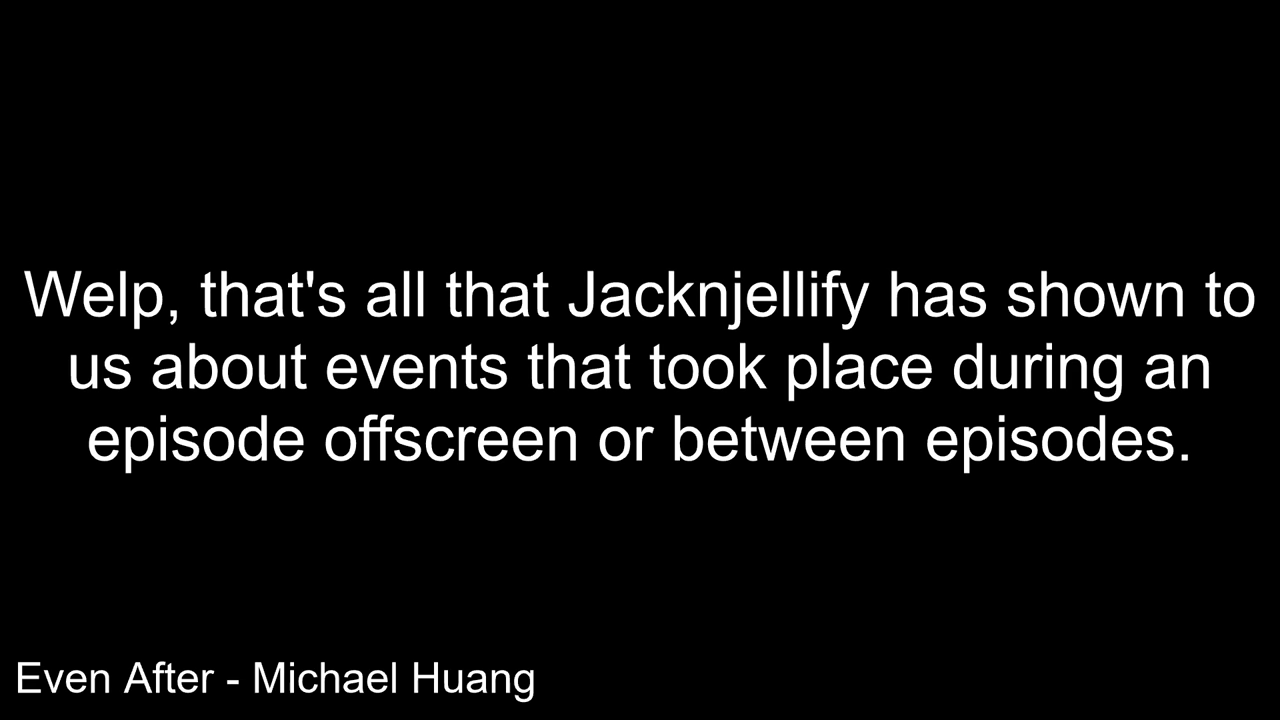 Welp, that's all that Jacknjellify has shown to
us about events that took place during an
episode offscreen or between episodes.
Even After - Michael Huang